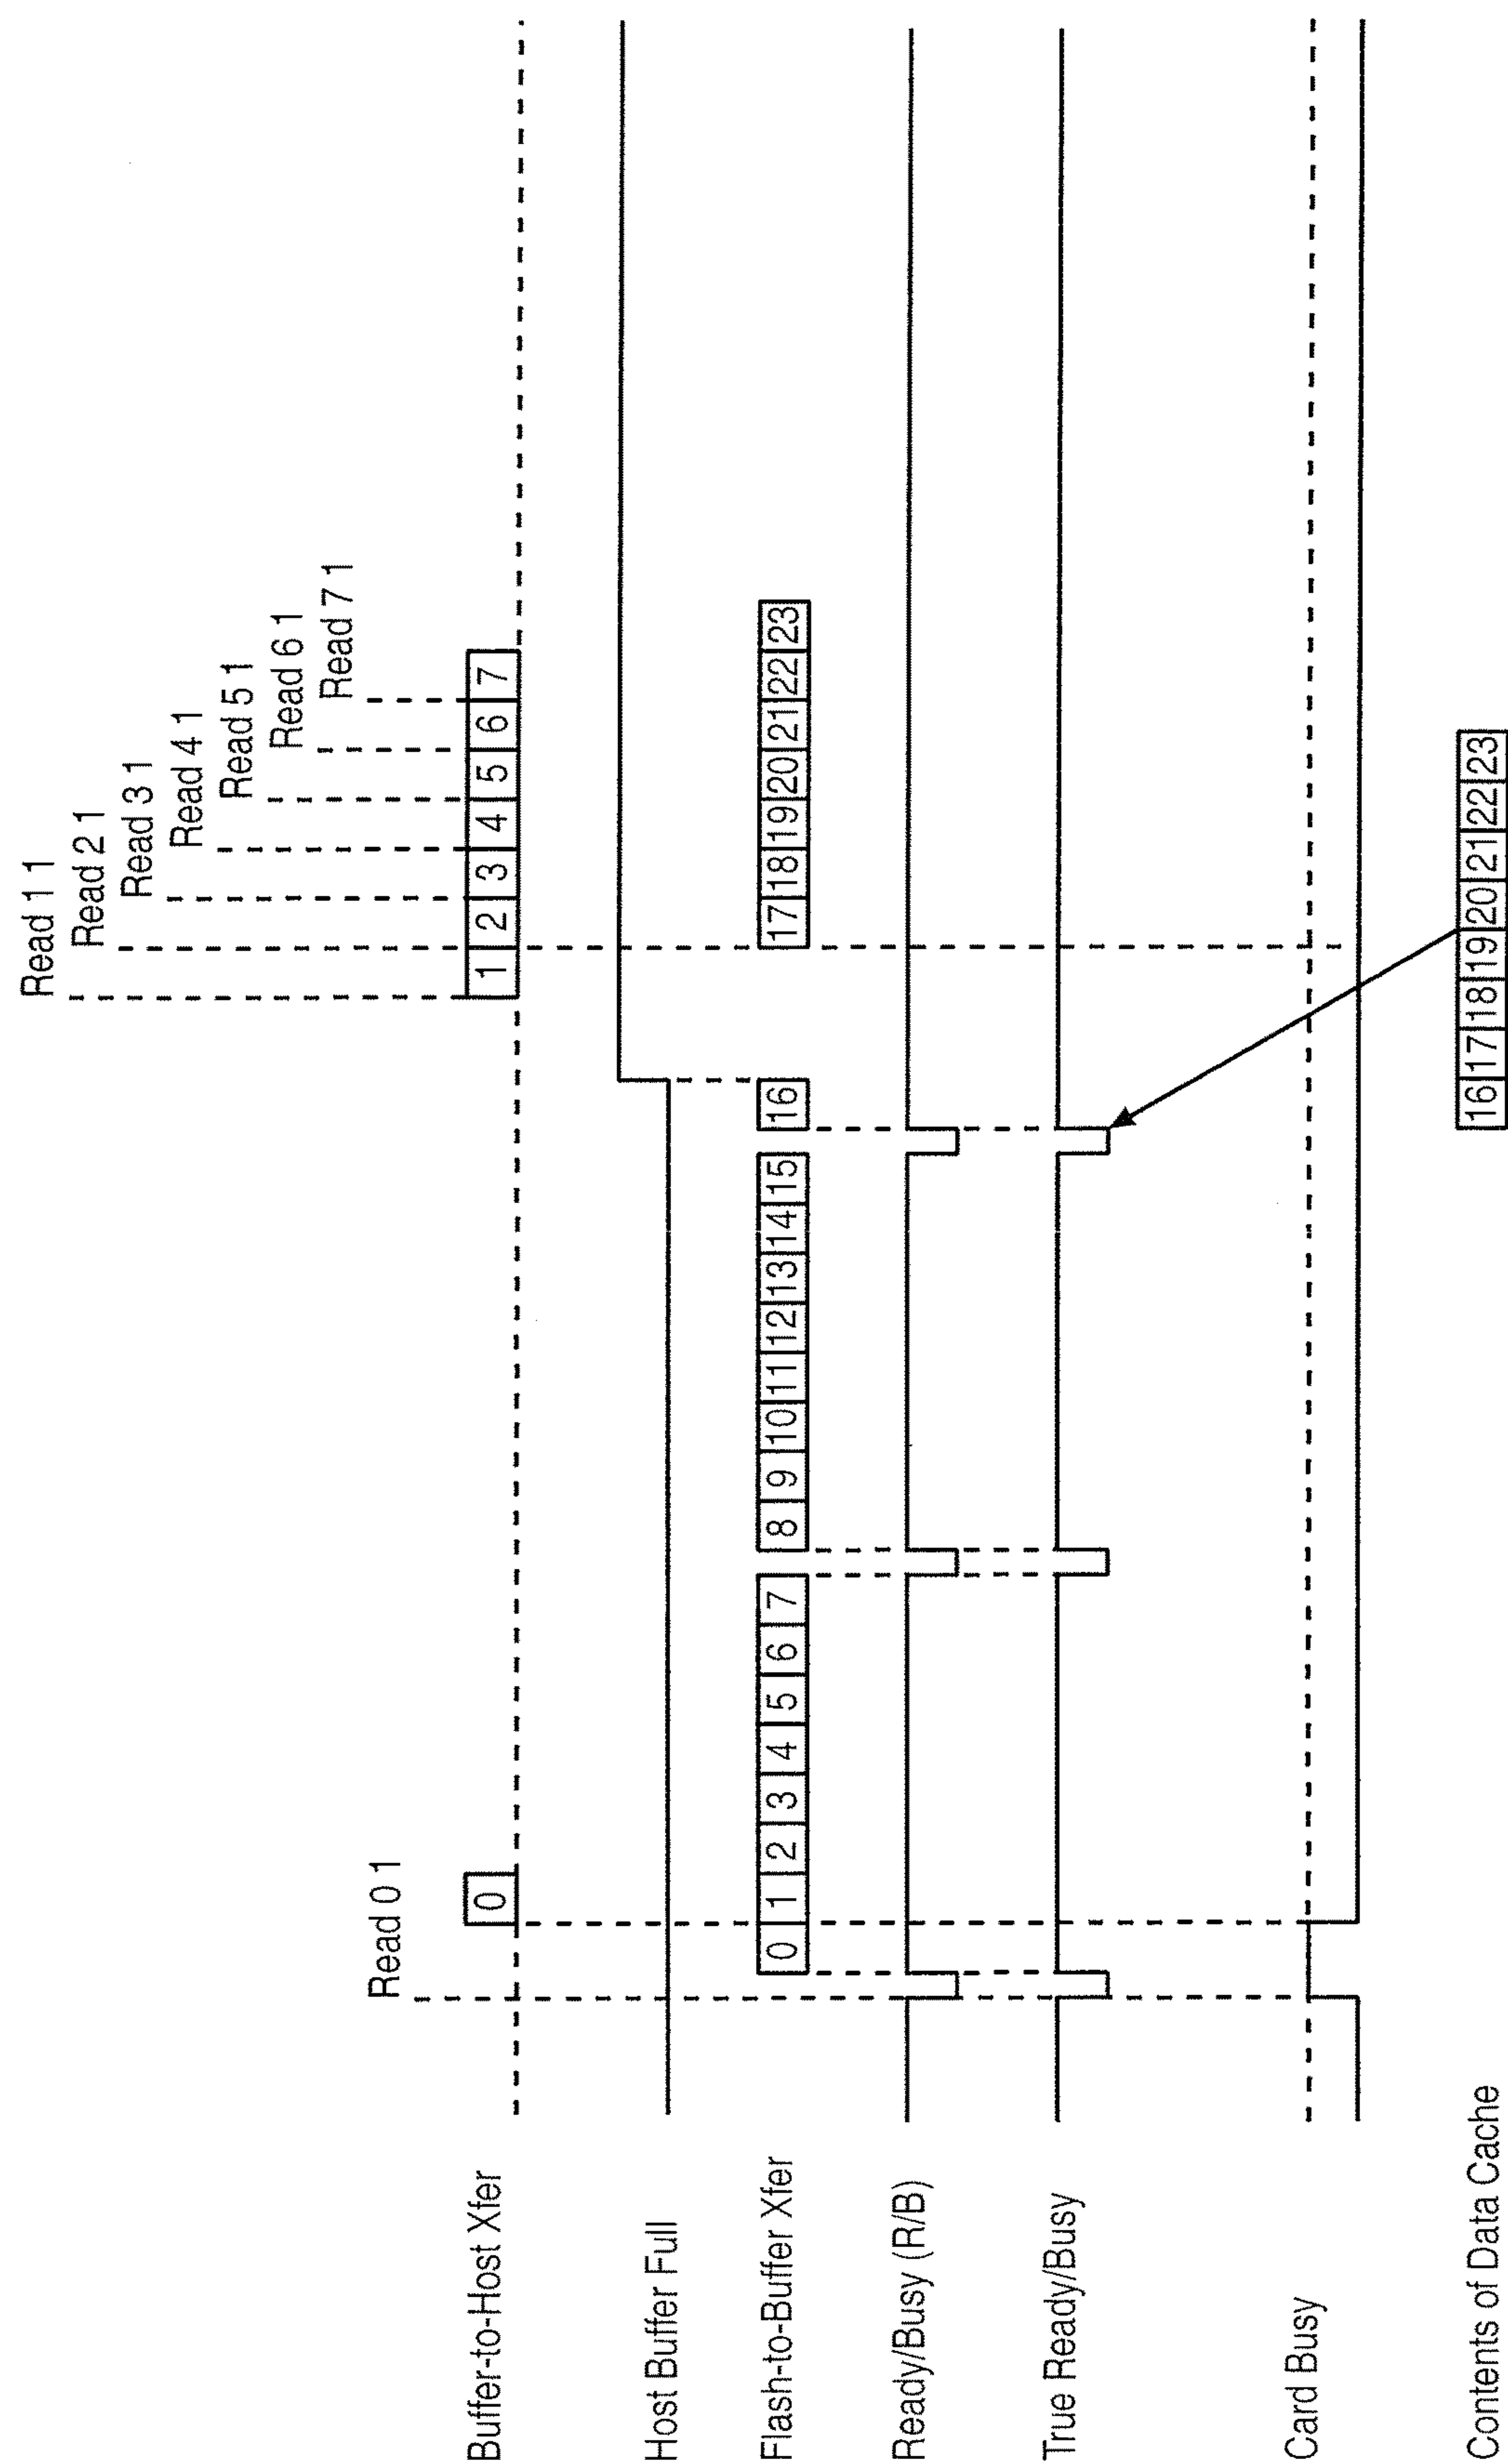 Read 1 1
Read 2 1
Read 3 1
Read 4 1
Read 5 1
Read 6 1
Read 7 1
Read 0 1
Buffer-to-Host Xfer
0
1 2 3 4 5 6 7
Host Buffer Full
Flash-to-Buffer Xfer
0 1 2 3 4 5 6 7
8 9 10 11 12 13 14 15
16
17 18 19 20 21 22 23
Ready/Busy (R/B)
True Ready/Busy
Card Busy
Contents of Data Cache
16 17 18 19 20 21 22 23